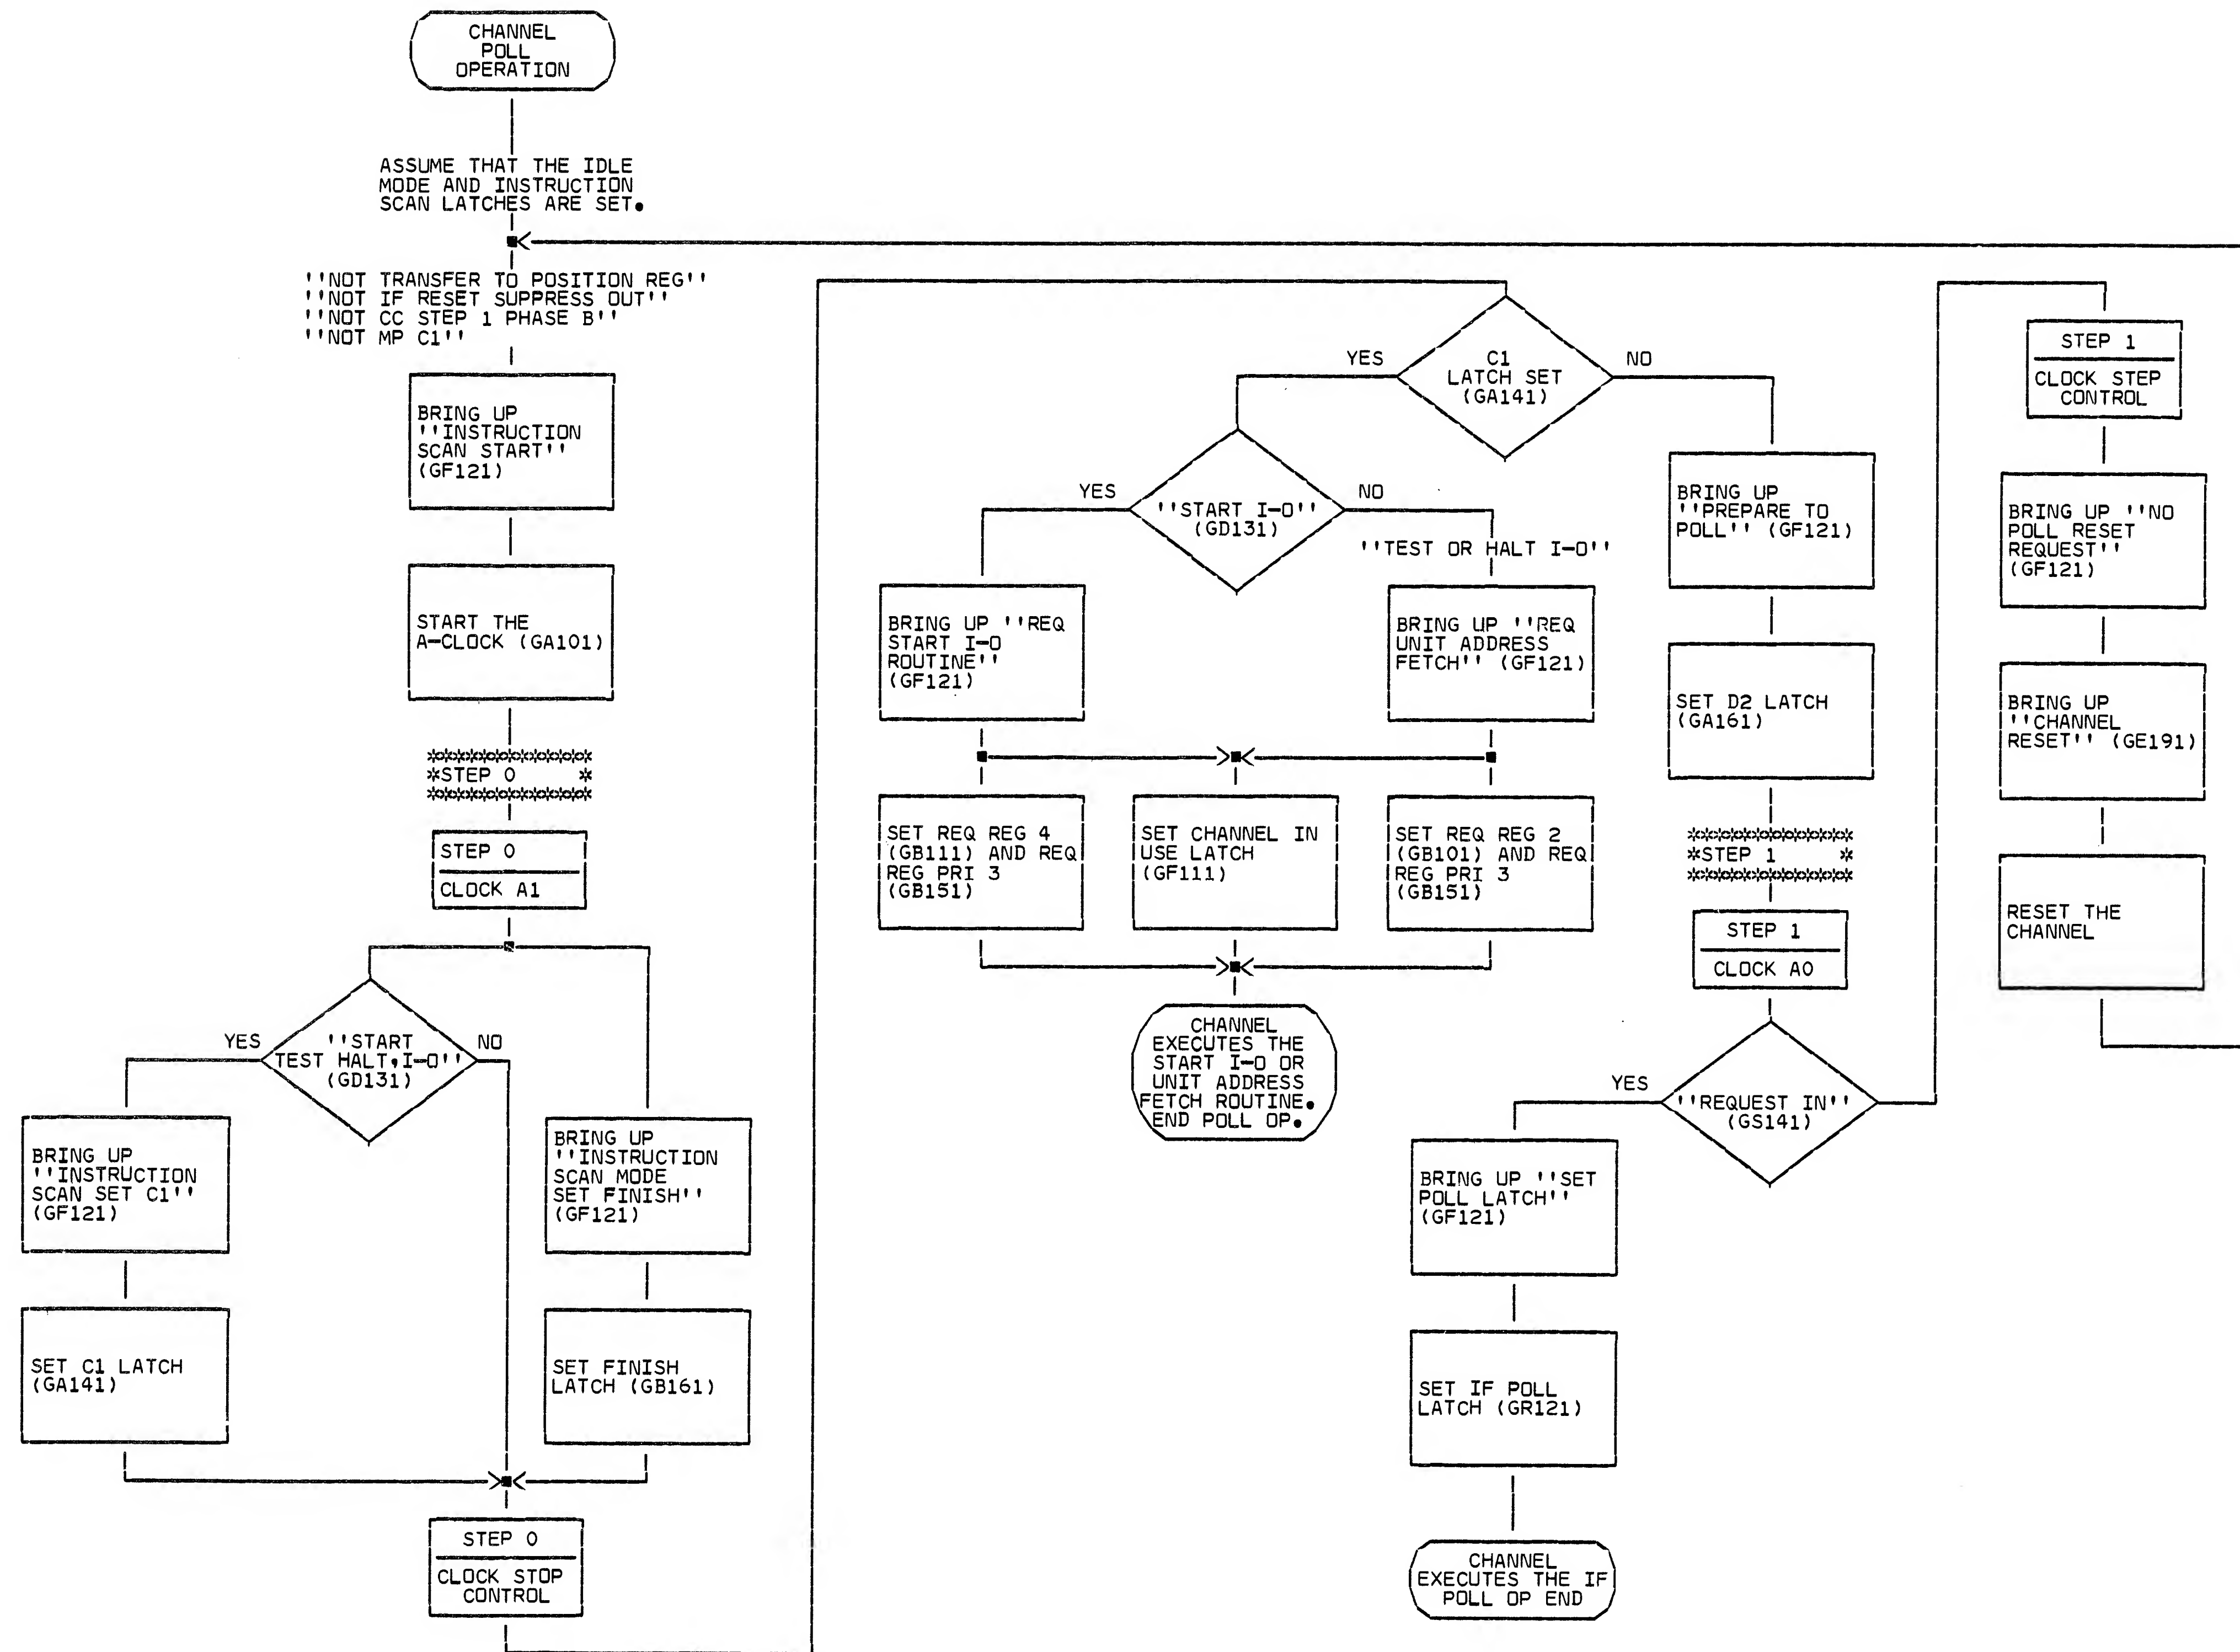 CHANNEL
POLL
OPERATION
ASSUME THAT THE IDLE
MODE AND INSTRUCTION
SCAN LATCHES ARE SET.
''NOT TRANSFER TO POSITION REG''
''NOT IF RESET SUPPRESS OUT''
''NOT CC STEP 1 PHASE B''
''NOT MP C1''
BRING UP
''INSTRUCTION
SCAN START''
(GF121)
START THE
A-CLOCK (GA101)
**************
*STEP 0 *
**************
STEP 0
CLOCK A1
YES
''START
TEST HALT,I-O''
(GD131)
NO
BRING UP
''INSTRUCTION
SCAN SET C1''
(GF121)
SET C1 LATCH
(GA141)
BRING UP
''INSTRUCTION
SCAN MODE
SET FINISH''
(GF121)
SET FINISH
LATCH (GB161)
STEP 0
CLOCK STOP
CONTROL
YES
C1
LATCH SET
(GA141)
NO
YES
''START I-O''
(GD131)
NO
''TEST OR HALT I-O''
BRING UP ''REQ
START I-O
ROUTINE''
(GF121)
BRING UP ''REQ
UNIT ADDRESS
FETCH'' (GF121)
SET REQ REG 4
(GB111) AND REQ
REG PRI 3
(GB151)
SET CHANNEL IN
USE LATCH
(GF111)
SET REQ REG 2
(GB101) AND REQ
REG PRI 3
(GB151)
CHANNEL
EXECUTES THE
START I-O OR
UNIT ADDRESS
FETCH ROUTINE.
END POLL OP.
BRING UP
''PREPARE TO
POLL'' (GF121)
SET D2 LATCH
(GA161)
**************
*STEP 1 *
**************
STEP 1
CLOCK A0
YES
''REQUEST IN''
(GS141)
BRING UP ''SET
POLL LATCH''
(GF121)
SET IF POLL
LATCH (GR121)
CHANNEL
EXECUTES THE IF
POLL OP END
STEP 1
CLOCK STEP
CONTROL
BRING UP ''NO
POLL RESET
REQUEST''
(GF121)
BRING UP
''CHANNEL
RESET'' (GE191)
RESET THE
CHANNEL